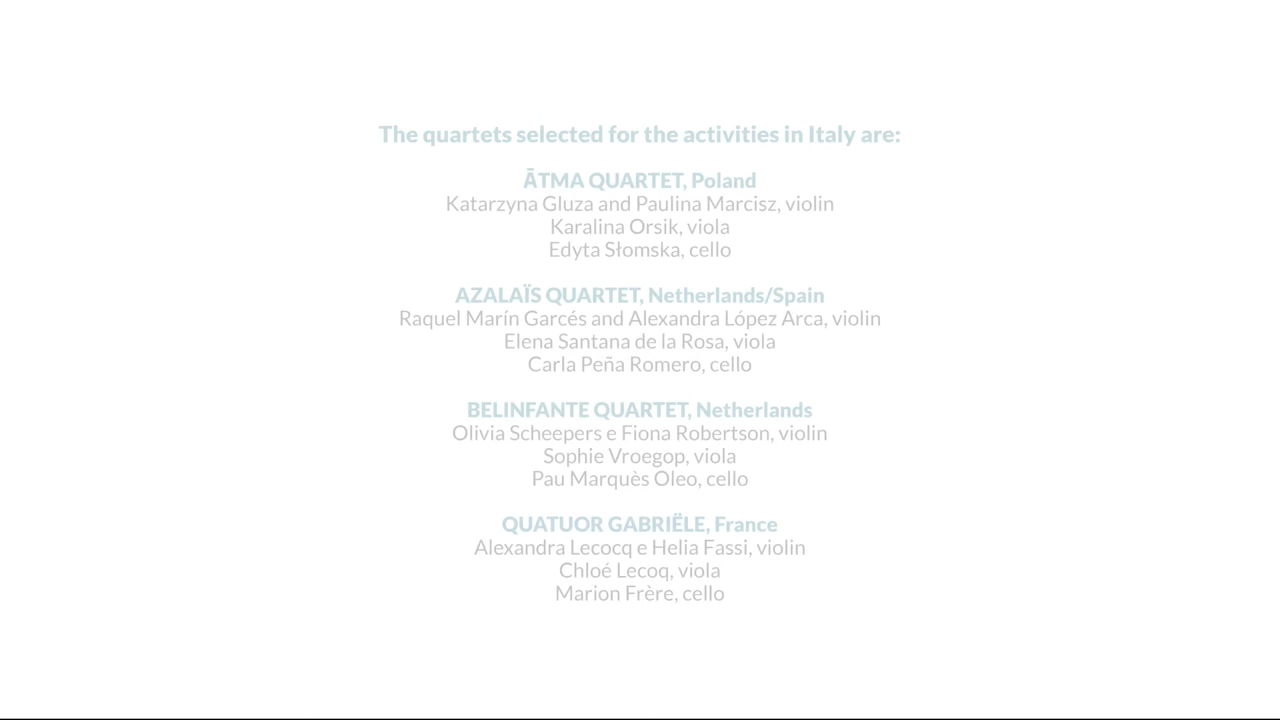 The quartets selected for the activities in Italy are:
ĀTMA QUARTET, Poland
Katarzyna Gluza and Paulina Marcisz, violin
Karalina Orsik, viola
Edyta Słomska, cello
AZALAÏS QUARTET, Netherlands/Spain
Raquel Marín Garcés and Alexandra López Arca, violin
Elena Santana de la Rosa, viola
Carla Peña Romero, cello
BELINFANTE QUARTET, Netherlands
Olivia Scheepers e Fiona Robertson, violin
Sophie Vroegop, viola
Pau Marquès Oleo, cello
QUATUOR GABRIËLE, France
Alexandra Lecocq e Helia Fassi, violin
Chloé Lecoq, viola
Marion Frère, cello